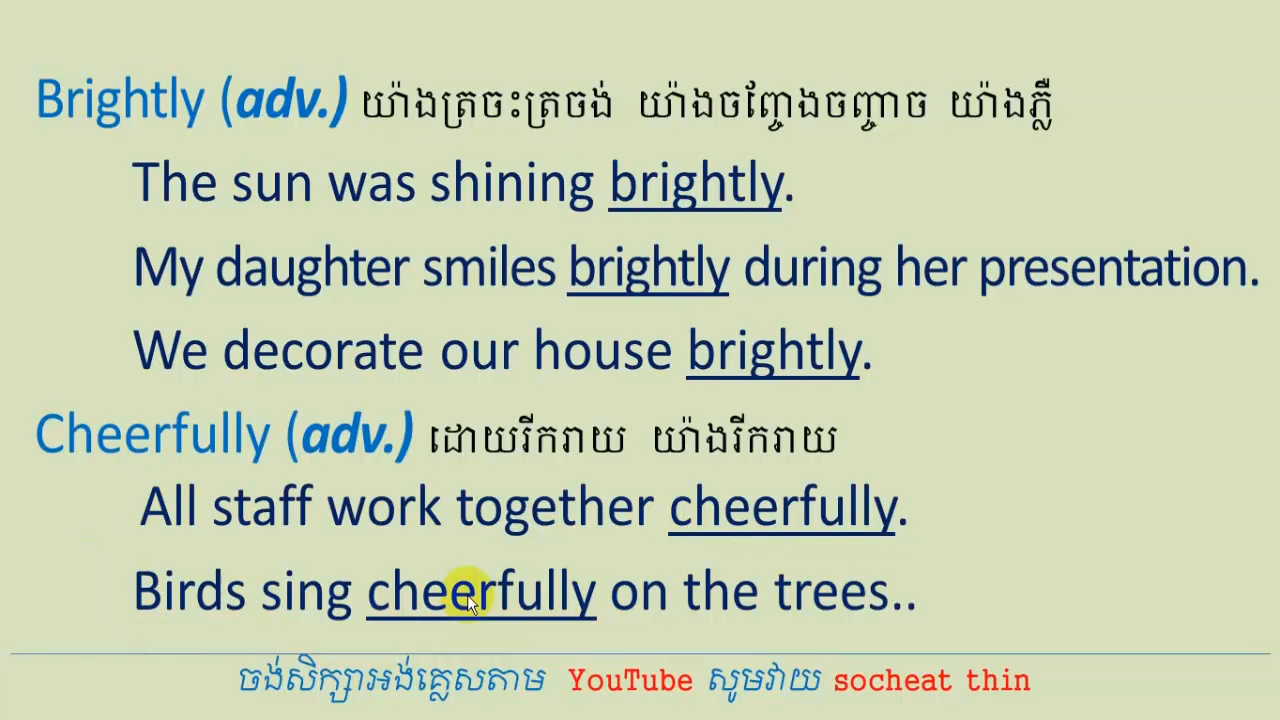 Brightly (adv.) យ៉ាងត្រចះត្រចង់ យ៉ាងចញ្ចែងចញ្ចាច យ៉ាងភ្លឺ
The sun was shining brightly.
My daughter smiles brightly during her presentation.
We decorate our house brightly.
Cheerfully (adv.) ដោយរីករាយ យ៉ាងរីករាយ
All staff work together cheerfully.
Birds sing cheerfully on the trees..
ចង់សិក្សាអង់គ្លេសតាម YouTube សូមវាយ socheat thin